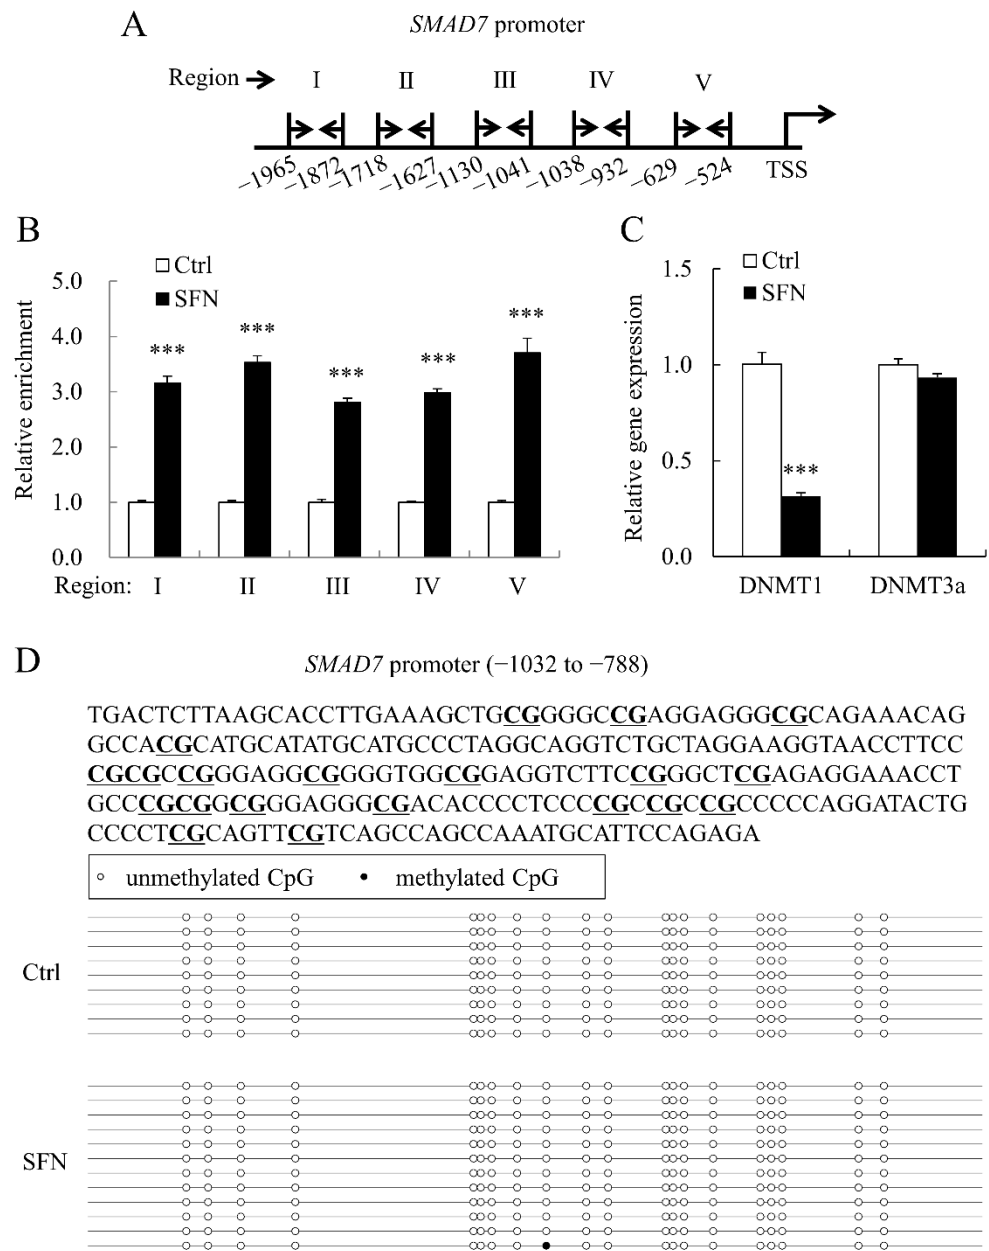 A
SMAD7 promoter
Region
I II III IV V
−1965 −1872 −1718 −1627 −1130 −1041 −1038 −932 −629 −524 TSS
B
Ctrl
SFN
Relative enrichment
5.0
4.0
3.0
2.0
1.0
0.0
*** *** *** *** ***
Region: I II III IV V
C
Ctrl
SFN
Relative gene expression
1.5
1.0
0.5
0.0
***
DNMT1 DNMT3a
D
SMAD7 promoter (−1032 to −788)
TGACTCTTAAGCACCTTGAAAGCTGCGGGGCCGAGGAGGGCGCAGAAACAG
GCCACGCATGCATATGCATGCCCTAGGCAGGTCTGCTAGGAAGGTAACCTTCC
CGCGCCGGGAGGCGGGGTGGCGGAGGTCTTCCGGGCTCGAGAGGAAACCT
GCCCGCGGCGGGAGGGCGACACCCCTCCCCGCCGCCGCCCCCAGGATACTG
CCCCTCGCAGTTCGTCAGCCAGCCAAATGCATTCCAGAGA
unmethylated CpG methylated CpG
Ctrl
SFN